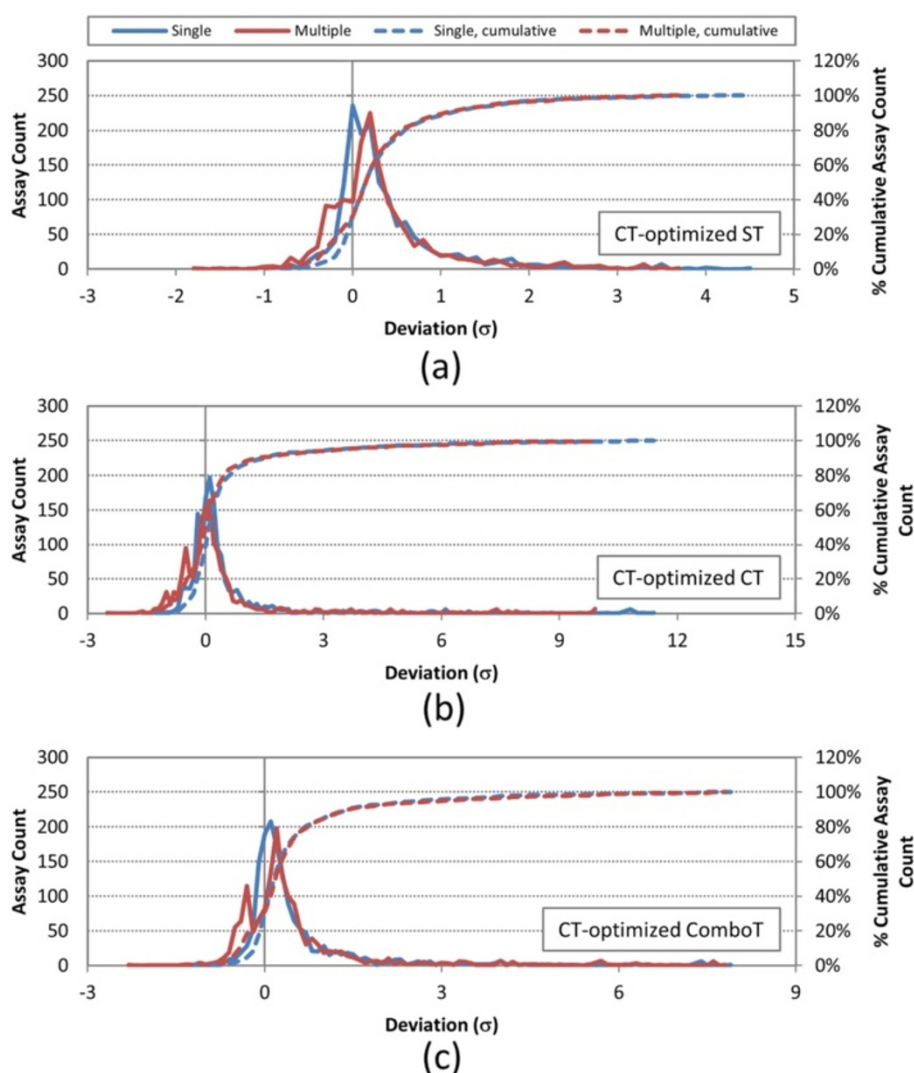 Single Multiple Single, cumulative Multiple, cumulative
300 120%
250 100%
200 80%
150 60%
100 40%
50 20%
0 0%
Assay Count
% Cumulative Assay Count
CT-optimized ST
-3 -2 -1 0 1 2 3 4 5
Deviation (σ)
(a)
300 120%
250 100%
200 80%
150 60%
100 40%
50 20%
0 0%
Assay Count
% Cumulative Assay
Count
CT-optimized CT
-3 0 3 6 9 12 15
Deviation (σ)
(b)
300 120%
250 100%
200 80%
150 60%
100 40%
50 20%
0 0%
Assay Count
% Cumulative Assay
Count
CT-optimized ComboT
-3 0 3 6 9
Deviation (σ)
(c)